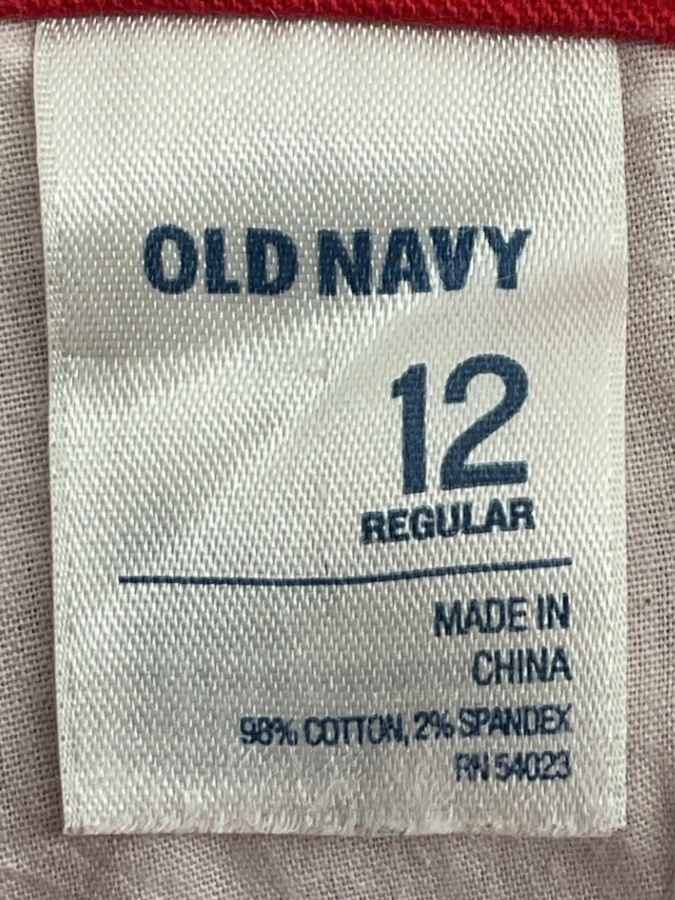 OLD NAVY
12
REGULAR
MADE IN
CHINA
98% COTTON, 2% SPANDEX
RN 54023